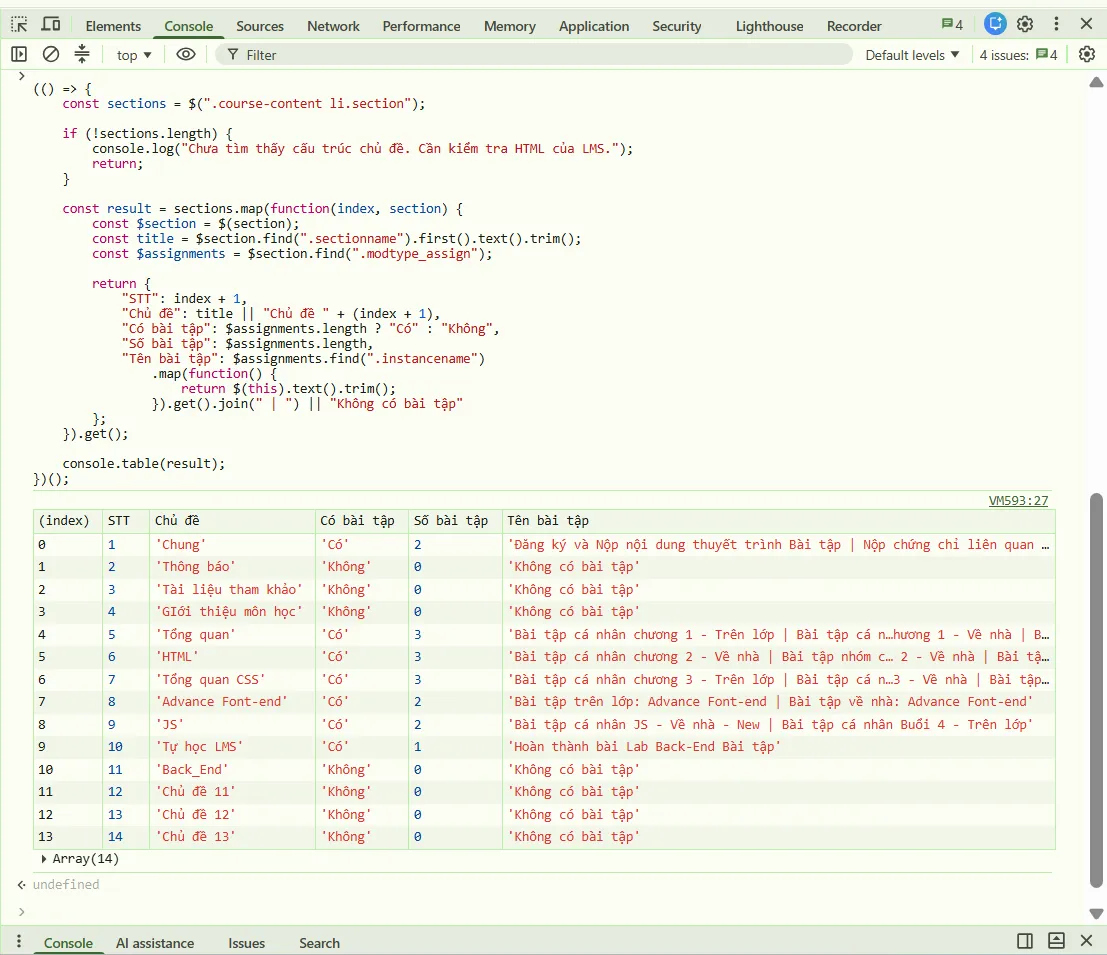 Elements Console Sources Network Performance Memory Application Security Lighthouse Recorder 4
top Filter Default levels 4 issues: 4
(() => {
const sections = $(".course-content li.section");
if (!sections.length) {
console.log("Chưa tìm thấy cấu trúc chủ đề. Cần kiểm tra HTML của LMS.");
return;
}
const result = sections.map(function(index, section) {
const $section = $(section);
const title = $section.find(".sectionname").first().text().trim();
const $assignments = $section.find(".modtype_assign");
return {
"STT": index + 1,
"Chủ đề": title || "Chủ đề " + (index + 1),
"Có bài tập": $assignments.length ? "Có" : "Không",
"Số bài tập": $assignments.length,
"Tên bài tập": $assignments.find(".instancename")
.map(function() {
return $(this).text().trim();
}).get().join(" | ") || "Không có bài tập"
};
}).get();
console.table(result);
})();
VM593:27
(index) STT Chủ đề Có bài tập Số bài tập Tên bài tập
0 1 'Chung' 'Có' 2 'Đăng ký và Nộp nội dung thuyết trình Bài tập | Nộp chứng chỉ liên quan …
1 2 'Thông báo' 'Không' 0 'Không có bài tập'
2 3 'Tài liệu tham khảo' 'Không' 0 'Không có bài tập'
3 4 'GIới thiệu môn học' 'Không' 0 'Không có bài tập'
4 5 'Tổng quan' 'Có' 3 'Bài tập cá nhân chương 1 - Trên lớp | Bài tập cá n…hương 1 - Về nhà | B…
5 6 'HTML' 'Có' 3 'Bài tập cá nhân chương 2 - Về nhà | Bài tập nhóm c… 2 - Về nhà | Bài tậ…
6 7 'Tổng quan CSS' 'Có' 3 'Bài tập cá nhân chương 3 - Trên lớp | Bài tập cá n…3 - Về nhà | Bài tập…
7 8 'Advance Font-end' 'Có' 2 'Bài tập trên lớp: Advance Font-end | Bài tập về nhà: Advance Font-end'
8 9 'JS' 'Có' 2 'Bài tập cá nhân JS - Về nhà - New | Bài tập cá nhân Buổi 4 - Trên lớp'
9 10 'Tự học LMS' 'Có' 1 'Hoàn thành bài Lab Back-End Bài tập'
10 11 'Back_End' 'Không' 0 'Không có bài tập'
11 12 'Chủ đề 11' 'Không' 0 'Không có bài tập'
12 13 'Chủ đề 12' 'Không' 0 'Không có bài tập'
13 14 'Chủ đề 13' 'Không' 0 'Không có bài tập'
Array(14)
undefined
Console AI assistance Issues Search